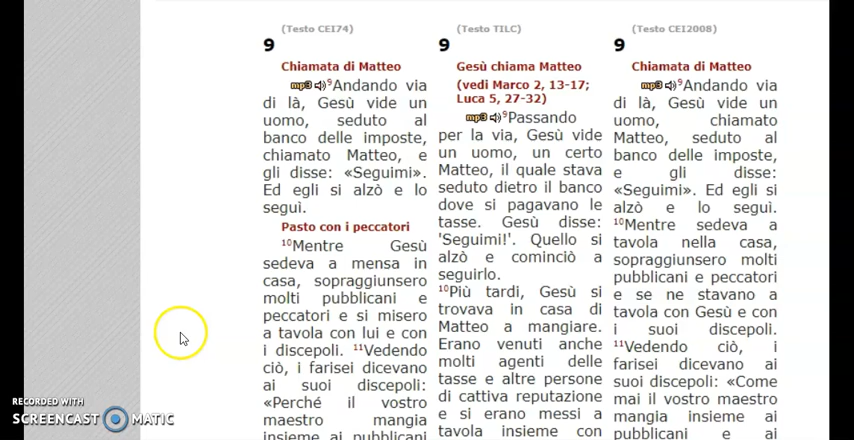 (Testo CEI74)
9
Chiamata di Matteo
mp3 9Andando via
di là, Gesù vide un
uomo, seduto al
banco delle imposte,
chiamato Matteo, e
gli disse: «Seguimi».
Ed egli si alzò e lo
seguì.
Pasto con i peccatori
10Mentre Gesù
sedeva a mensa in
casa, sopraggiunsero
molti pubblicani e
peccatori e si misero
a tavola con lui e con
i discepoli. 11Vedendo
ciò, i farisei dicevano
ai suoi discepoli:
«Perché il vostro
maestro mangia
insieme ai pubblicani
(Testo TILC)
9
Gesù chiama Matteo
(vedi Marco 2, 13-17;
Luca 5, 27-32)
mp3 9Passando
per la via, Gesù vide
un uomo, un certo
Matteo, il quale stava
seduto dietro il banco
dove si pagavano le
tasse. Gesù disse:
'Seguimi!'. Quello si
alzò e cominciò a
seguirlo.
10Più tardi, Gesù si
trovava in casa di
Matteo a mangiare.
Erano venuti anche
molti agenti delle
tasse e altre persone
di cattiva reputazione
e si erano messi a
tavola insieme con
(Testo CEI2008)
9
Chiamata di Matteo
mp3 9Andando via
di là, Gesù vide un
uomo, chiamato
Matteo, seduto al
banco delle imposte,
e gli disse:
«Seguimi». Ed egli si
alzò e lo seguì.
10Mentre sedeva a
tavola nella casa,
sopraggiunsero molti
pubblicani e peccatori
e se ne stavano a
tavola con Gesù e con
i suoi discepoli.
11Vedendo ciò, i
farisei dicevano ai
suoi discepoli: «Come
mai il vostro maestro
mangia insieme ai
pubblicani e ai
RECORDED WITH
SCREENCAST MATIC